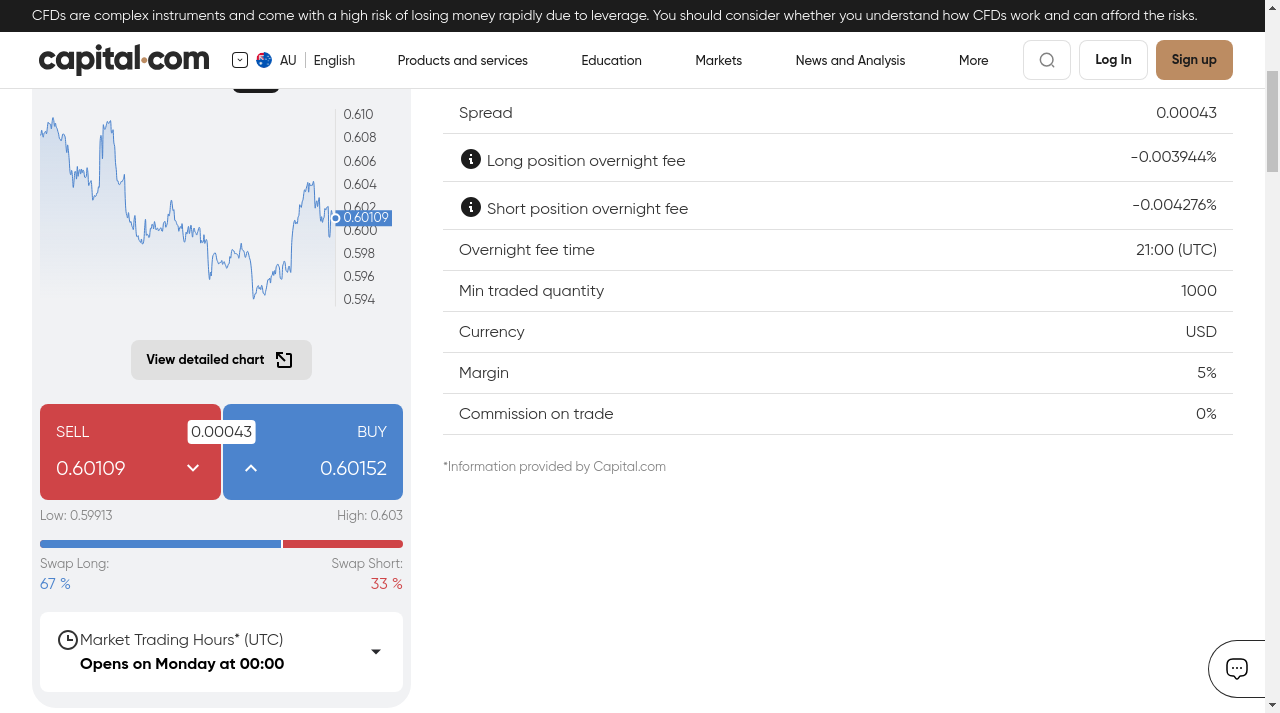 CFDs are complex instruments and come with a high risk of losing money rapidly due to leverage. You should consider whether you understand how CFDs work and can afford the risks.
capital.com
AU
English
Products and services
Education
Markets
News and Analysis
More
Log In
Sign up
0.610
0.608
0.606
0.604
0.602
0.60109
0.600
0.598
0.596
0.594
View detailed chart
SELL
0.00043
BUY
0.60109
0.60152
Low: 0.59913
High: 0.603
Swap Long:
Swap Short:
67 %
33 %
Market Trading Hours* (UTC)
Opens on Monday at 00:00
Spread 0.00043
Long position overnight fee -0.003944%
Short position overnight fee -0.004276%
Overnight fee time 21:00 (UTC)
Min traded quantity 1000
Currency USD
Margin 5%
Commission on trade 0%
*Information provided by Capital.com